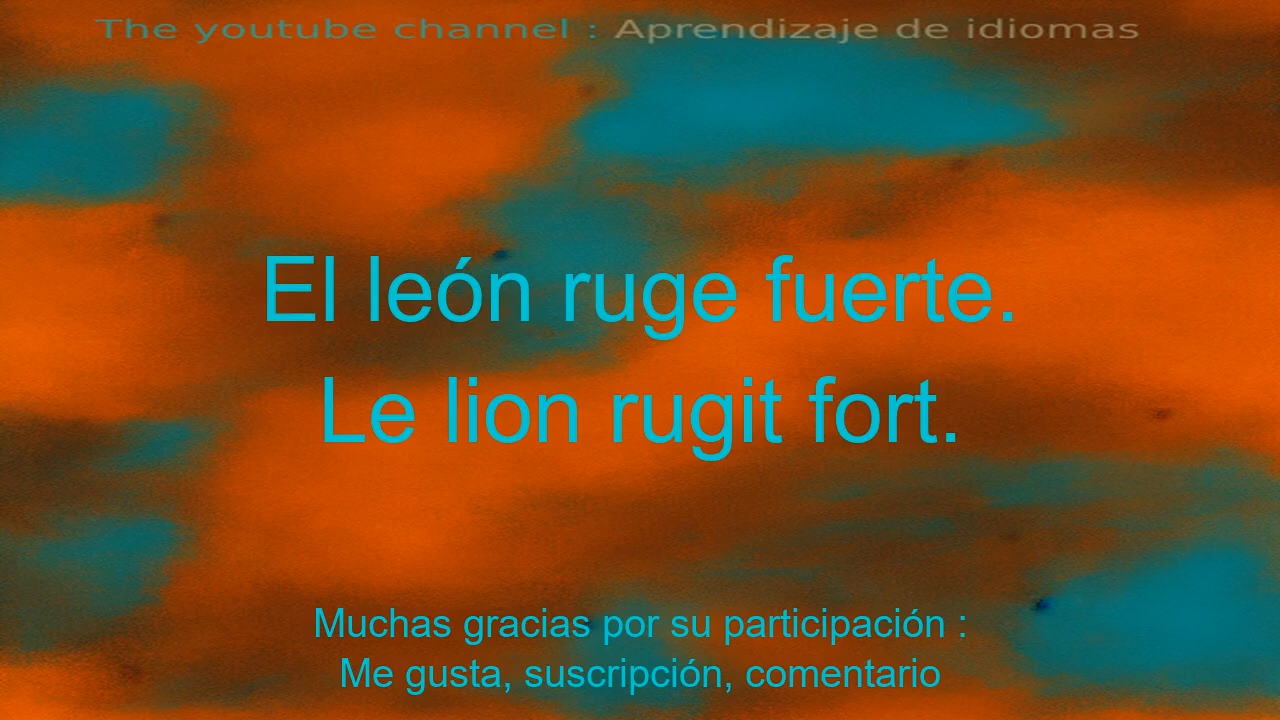 The youtube channel : Aprendizaje de idiomas
El león ruge fuerte.
Le lion rugit fort.
Muchas gracias por su participación :
Me gusta, suscripción, comentario